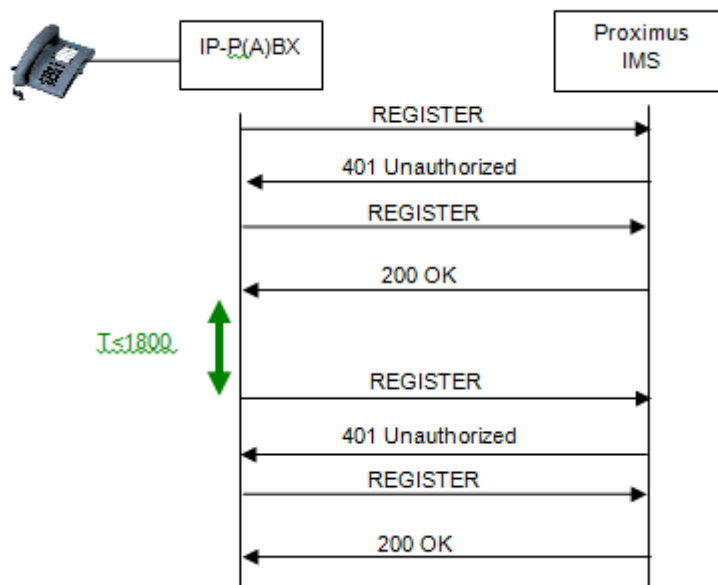 IP-P(A)BX
Proximus
IMS
REGISTER
401 Unauthorized
REGISTER
200 OK
T≤1800
REGISTER
401 Unauthorized
REGISTER
200 OK